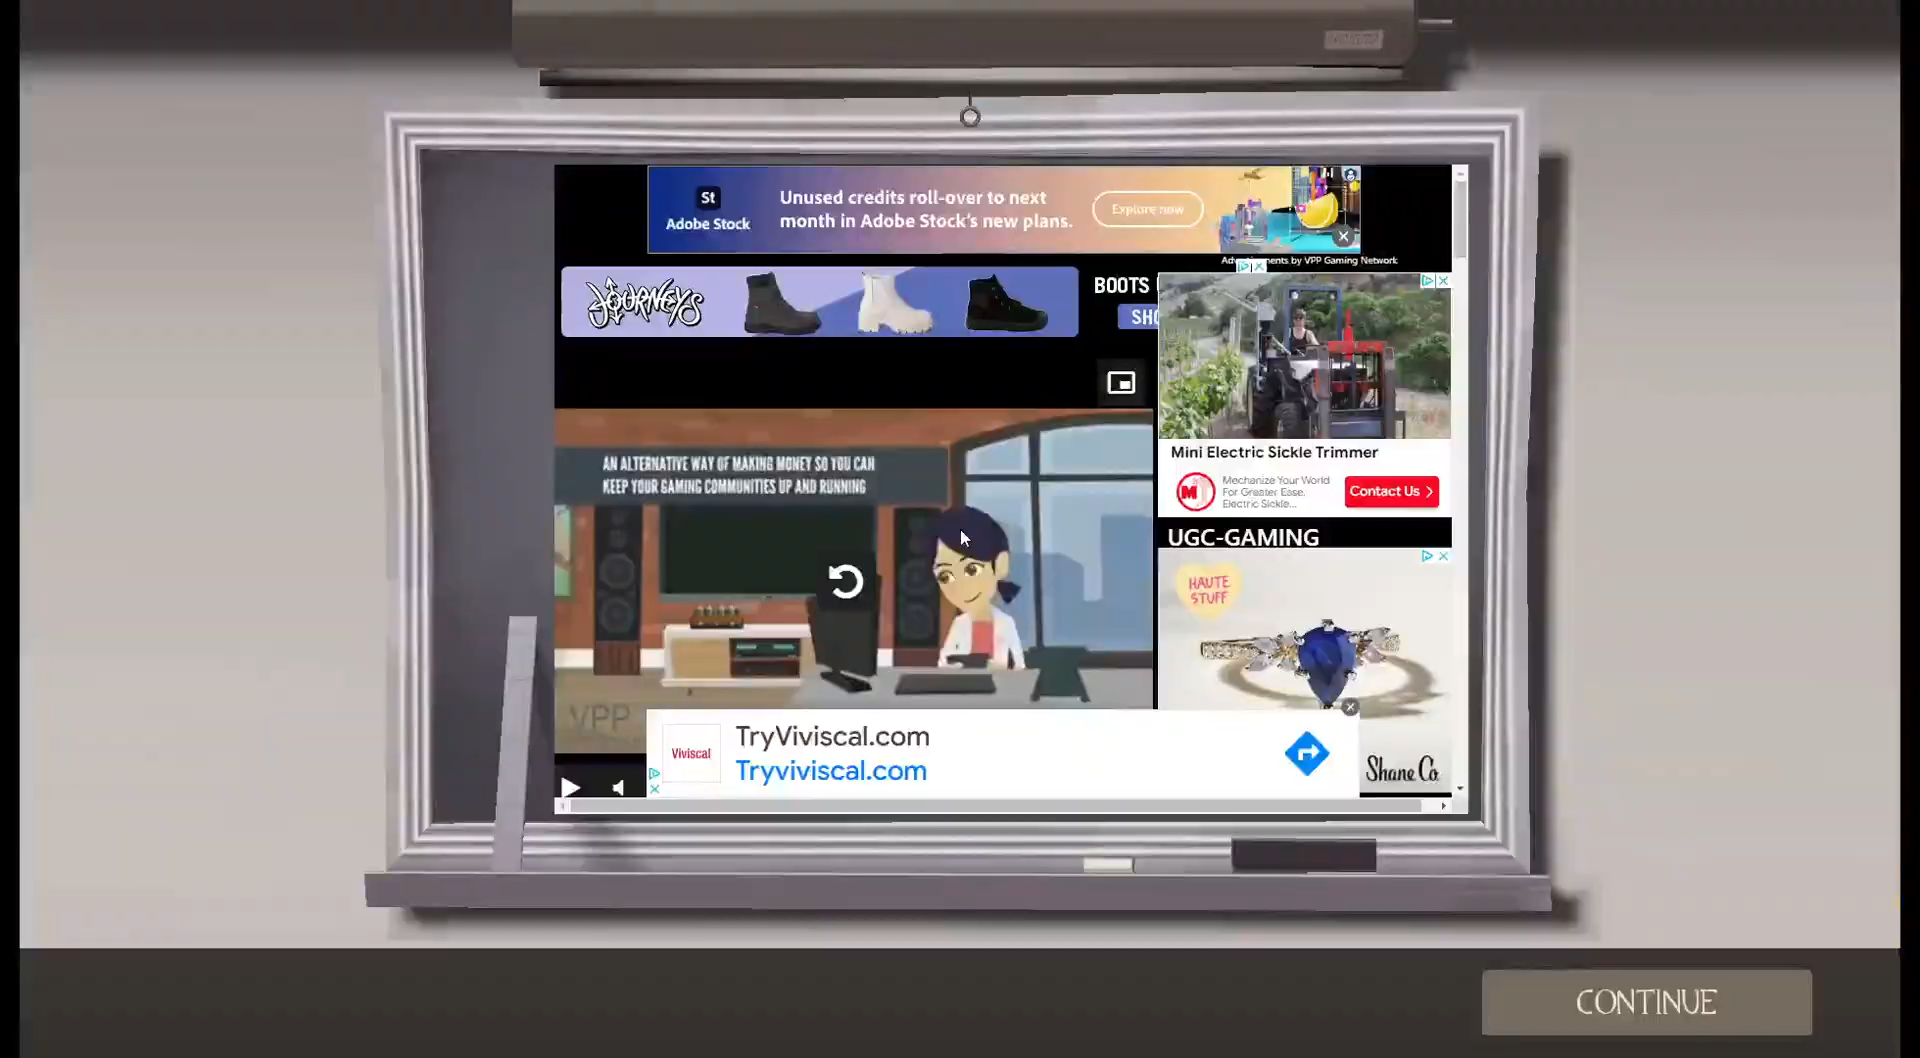 St
Adobe Stock
Unused credits roll-over to next
month in Adobe Stock's new plans.
Explore now
Advertisements by VPP Gaming Network
JOURNEYS
BOOTS
SHO
Mini Electric Sickle Trimmer
Mechanize Your World
For Greater Ease.
Electric Sickle...
Contact Us
AN ALTERNATIVE WAY OF MAKING MONEY SO YOU CAN
KEEP YOUR GAMING COMMUNITIES UP AND RUNNING
UGC-GAMING
HAUTE
STUFF
VPP
Viviscal
TryViviscal.com
Tryviviscal.com
Shane Co
CONTINUE